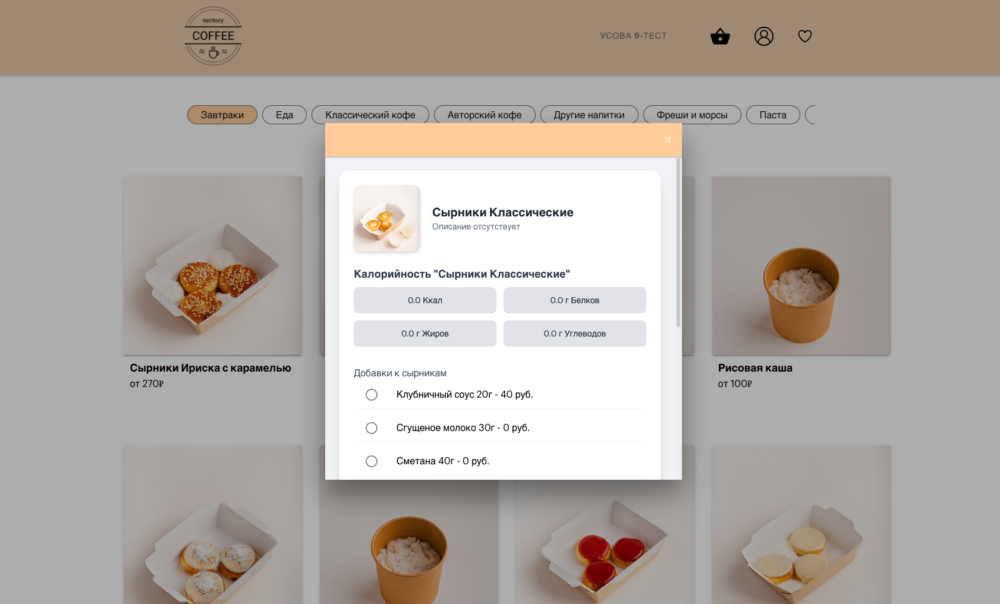 territory
COFFEE
УСОВА 9-ТЕСТ
Завтраки
Еда
Классический кофе
Авторский кофе
Другие напитки
Фреши и морсы
Паста
Сырники Классические
Описание отсутствует
Калорийность "Сырники Классические"
0.0 Ккал
0.0 г Белков
0.0 г Жиров
0.0 г Углеводов
Добавки к сырникам
Клубничный соус 20г - 40 руб.
Сгущеное молоко 30г - 0 руб.
Сметана 40г - 0 руб.
Сырники Ириска с карамелью
от 270₽
Рисовая каша
от 100₽